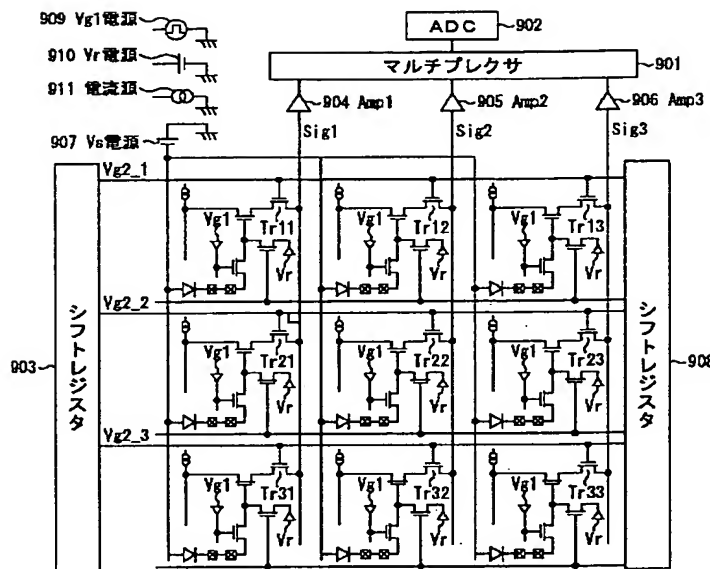 909 Vg1電源
910 Vr電源
911 電流源
907 Vs電源
ADC
902
マルチプレクサ
901
904 Amp1
905 Amp2
906 Amp3
Sig1
Sig2
Sig3
Vg2_1
Vg1
Tr11
Vr
Vg1
Tr12
Vr
Vg1
Tr13
Vr
Vg2_2
903
シフトレジスタ
Vg1
Tr21
Vr
Vg1
Tr22
Vr
Vg1
Tr23
Vr
シフトレジスタ
908
Vg2_3
Vg1
Tr31
Vr
Vg1
Tr32
Vr
Vg1
Tr33
Vr